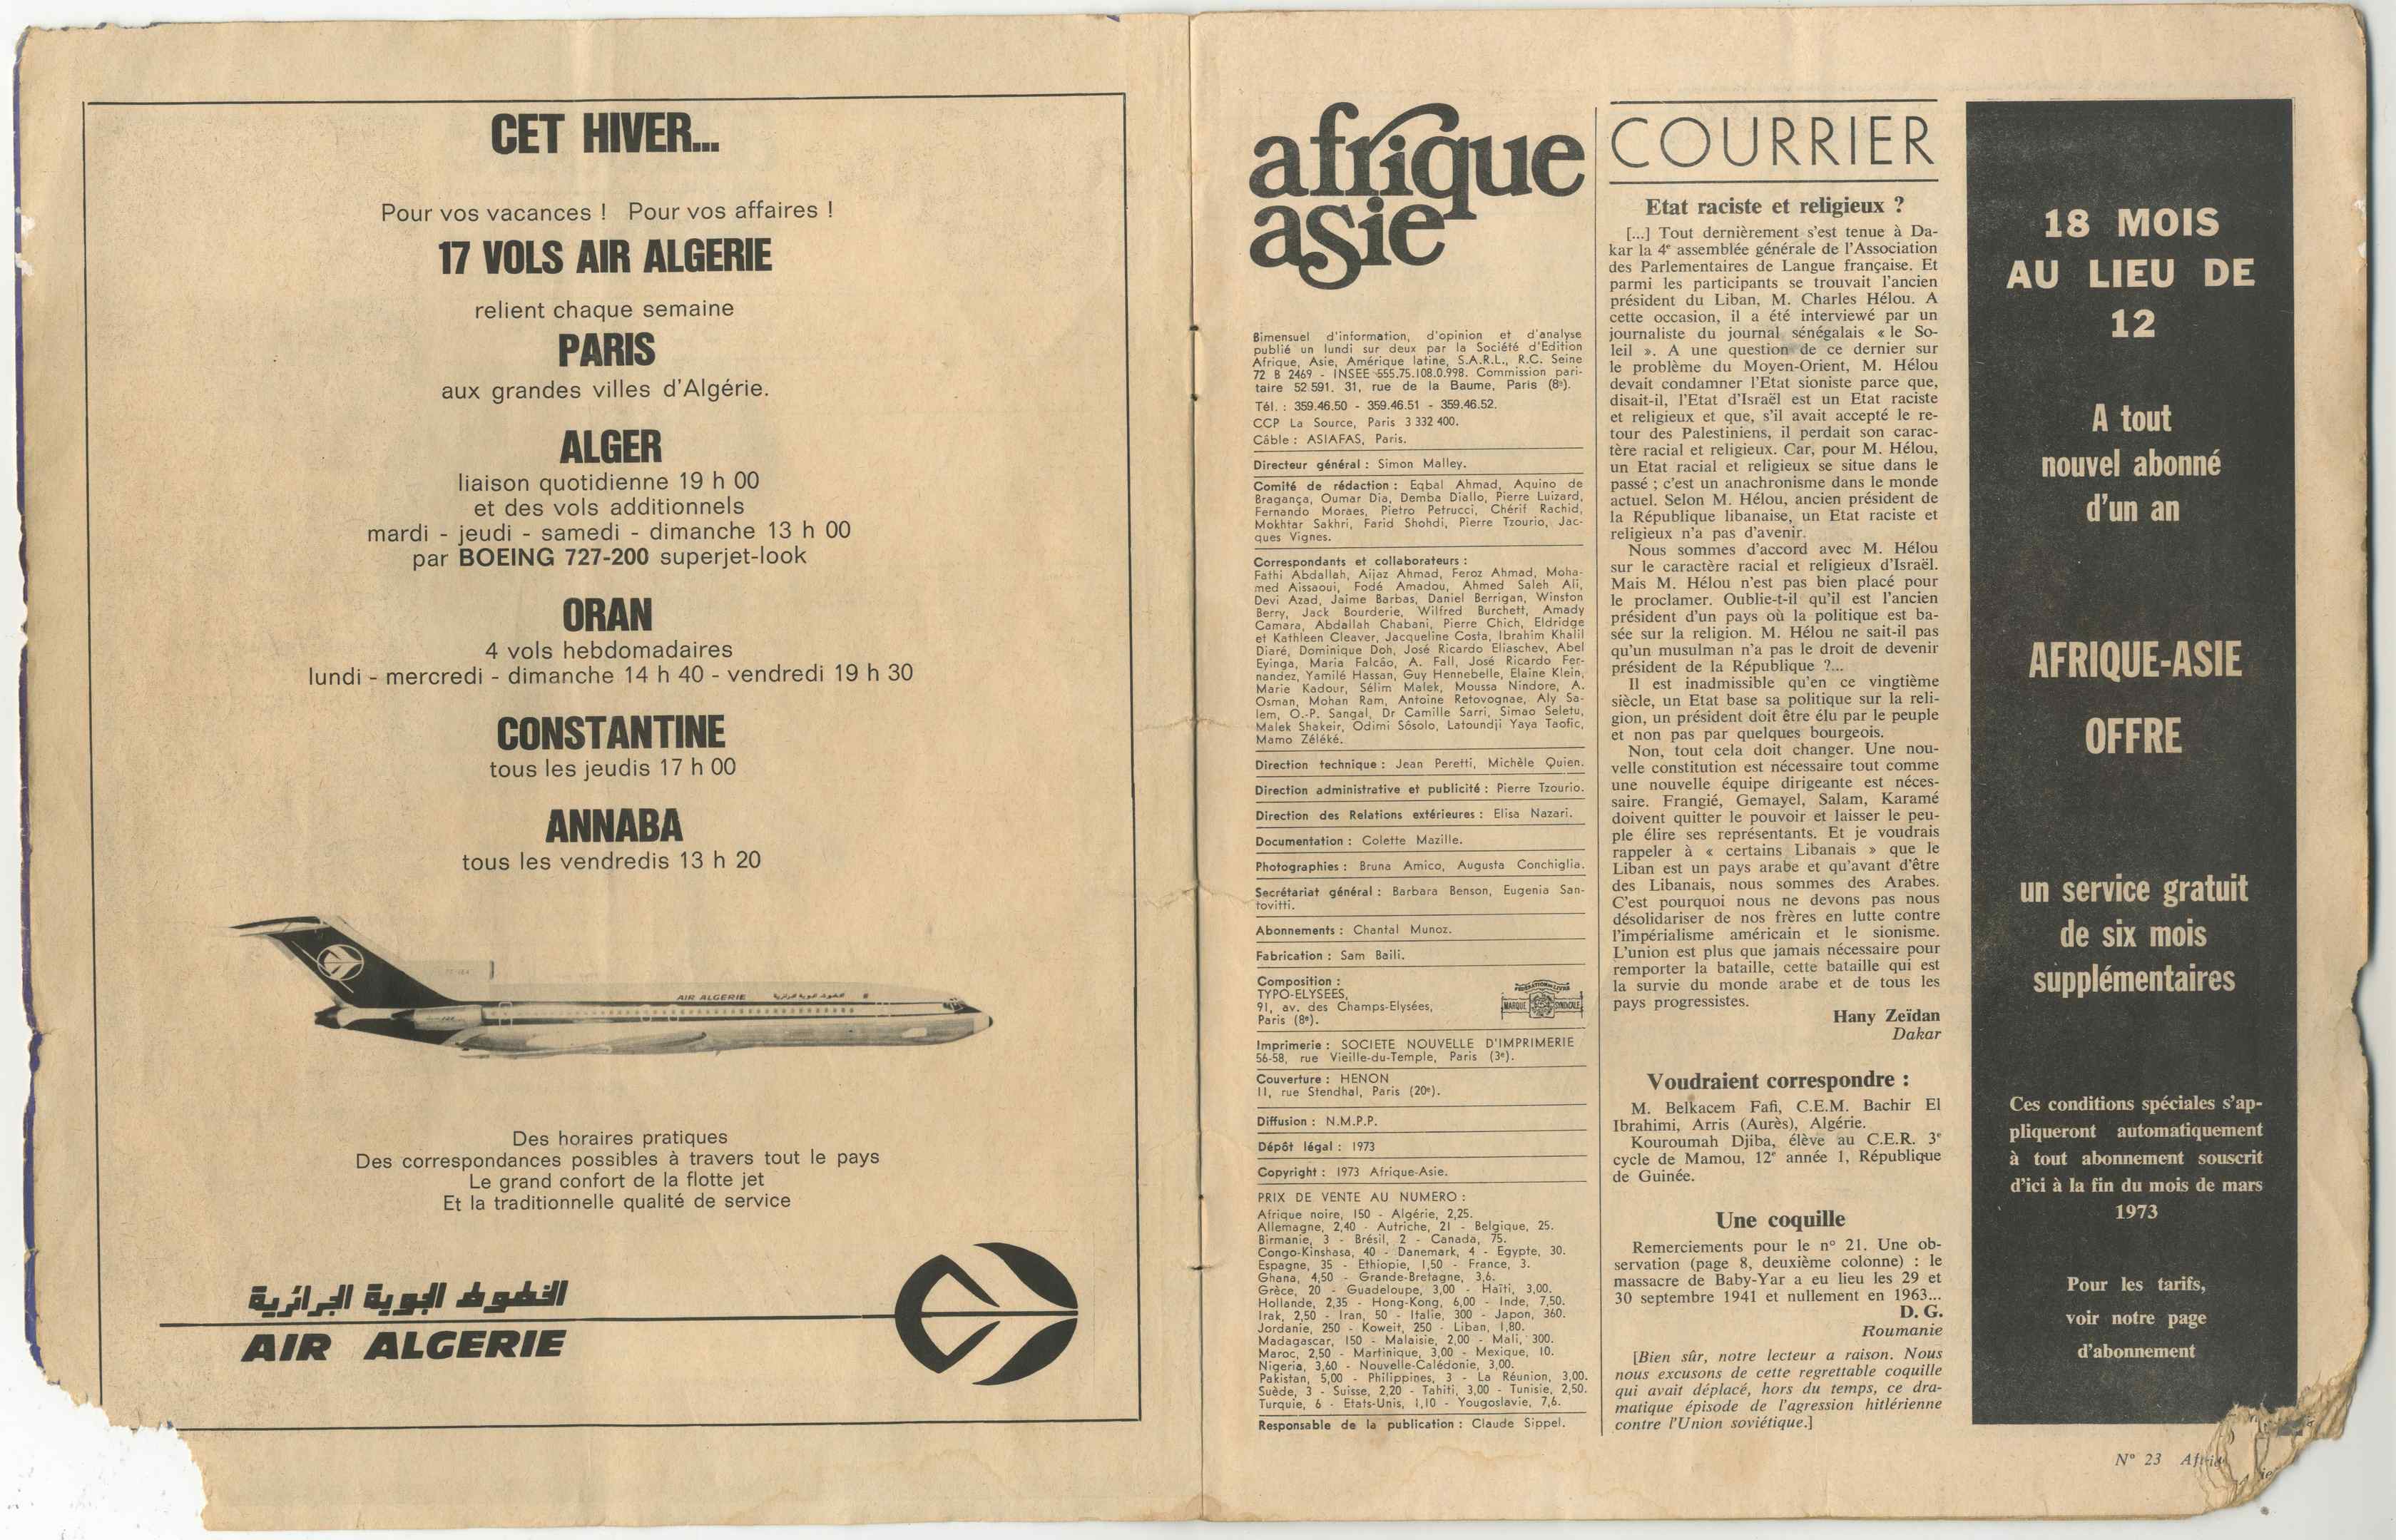 CET HIVER...
Pour vos vacances ! Pour vos affaires !
17 VOLS AIR ALGERIE
relient chaque semaine
PARIS
aux grandes villes d'Algérie.
ALGER
liaison quotidienne 19 h 00
et des vols additionnels
mardi - jeudi - samedi - dimanche 13 h 00
par BOEING 727-200 superjet-look
ORAN
4 vols hebdomadaires
lundi - mercredi - dimanche 14 h 40 - vendredi 19 h 30
CONSTANTINE
tous les jeudis 17 h 00
ANNABA
tous les vendredis 13 h 20
AIR ALGERIE الخطوط الجوية الجزائرية
Des horaires pratiques
Des correspondances possibles à travers tout le pays
Le grand confort de la flotte jet
Et la traditionnelle qualité de service
الخطوط الجوية الجزائرية
AIR ALGERIE
afrique
asie
Bimensuel d'information, d'opinion et d'analyse
publié un lundi sur deux par la Société d'Edition
Afrique, Asie, Amérique latine, S.A.R.L., R.C. Seine
72 B 2469 - INSEE 555.75.108.0.998. Commission pari-
taire 52 591. 31, rue de la Baume, Paris (8e).
Tél. : 359.46.50 - 359.46.51 - 359.46.52.
CCP La Source, Paris 3 332 400.
Câble : ASIAFAS, Paris.
Directeur général : Simon Malley.
Comité de rédaction : Eqbal Ahmad, Aquino de
Bragança, Oumar Dia, Demba Diallo, Pierre Luizard,
Fernando Moraes, Pietro Petrucci, Chérif Rachid,
Mokhtar Sakhri, Farid Shohdi, Pierre Tzourio, Jac-
ques Vignes.
Correspondants et collaborateurs :
Fathi Abdallah, Aijaz Ahmad, Feroz Ahmad, Moha-
med Aissaoui, Fodé Amadou, Ahmed Saleh Ali,
Devi Azad, Jaime Barbas, Daniel Berrigan, Winston
Berry, Jack Bourderie, Wilfred Burchett, Amady
Camara, Abdallah Chabani, Pierre Chich, Eldridge
et Kathleen Cleaver, Jacqueline Costa, Ibrahim Khalil
Diaré, Dominique Doh, José Ricardo Eliaschev, Abel
Eyinga, Maria Falcão, A. Fall, José Ricardo Fer-
nandez, Yamilé Hassan, Guy Hennebelle, Elaine Klein,
Marie Kadour, Sélim Malek, Moussa Nindore, A.
Osman, Mohan Ram, Antoine Retovognae, Aly Sa-
lem, O.-P. Sangal, Dr Camille Sarri, Simao Seletu,
Malek Shakeir, Odimi Sôsolo, Latoundji Yaya Taofic,
Mamo Zéléké.
Direction technique : Jean Peretti, Michèle Quien.
Direction administrative et publicité : Pierre Tzourio.
Direction des Relations extérieures : Elisa Nazari.
Documentation : Colette Mazille.
Photographies : Bruna Amico, Augusta Conchiglia.
Secrétariat général : Barbara Benson, Eugenia San-
tovitti.
Abonnements : Chantal Munoz.
Fabrication : Sam Baili.
Composition :
TYPO-ELYSEES,
91, av. des Champs-Elysées,
Paris (8e).
MARQUE SYNDICALE
Imprimerie : SOCIETE NOUVELLE D'IMPRIMERIE
56-58, rue Vieille-du-Temple, Paris (3e).
Couverture : HENON
11, rue Stendhal, Paris (20e).
Diffusion : N.M.P.P.
Dépôt légal : 1973
Copyright : 1973 Afrique-Asie.
PRIX DE VENTE AU NUMERO :
Afrique noire, 150 - Algérie, 2,25.
Allemagne, 2,40 - Autriche, 21 - Belgique, 25.
Birmanie, 3 - Brésil, 2 - Canada, 75.
Congo-Kinshasa, 40 - Danemark, 4 - Egypte, 30.
Espagne, 35 - Ethiopie, 1,50 - France, 3.
Ghana, 4,50 - Grande-Bretagne, 3,6.
Grèce, 20 - Guadeloupe, 3,00 - Haïti, 3,00.
Hollande, 2,35 - Hong-Kong, 6,00 - Inde, 7,50.
Irak, 2,50 - Iran, 50 - Italie, 300 - Japon, 360.
Jordanie, 250 - Koweit, 250 - Liban, 1,80.
Madagascar, 150 - Malaisie, 2,00 - Mali, 300.
Maroc, 2,50 - Martinique, 3,00 - Mexique, 10.
Nigeria, 3,60 - Nouvelle-Calédonie, 3,00.
Pakistan, 5,00 - Philippines, 3 - La Réunion, 3,00.
Suède, 3 - Suisse, 2,20 - Tahiti, 3,00 - Tunisie, 2,50.
Turquie, 6 - Etats-Unis, 1,10 - Yougoslavie, 7,6.
Responsable de la publication : Claude Sippel.
COURRIER
Etat raciste et religieux ?
[...] Tout dernièrement s'est tenue à Da-
kar la 4e assemblée générale de l'Association
des Parlementaires de Langue française. Et
parmi les participants se trouvait l'ancien
président du Liban, M. Charles Hélou. A
cette occasion, il a été interviewé par un
journaliste du journal sénégalais « le So-
leil ». A une question de ce dernier sur
le problème du Moyen-Orient, M. Hélou
devait condamner l'Etat sioniste parce que,
disait-il, l'Etat d'Israël est un Etat raciste
et religieux et que, s'il avait accepté le re-
tour des Palestiniens, il perdait son carac-
tère racial et religieux. Car, pour M. Hélou,
un Etat racial et religieux se situe dans le
passé ; c'est un anachronisme dans le monde
actuel. Selon M. Hélou, ancien président de
la République libanaise, un Etat raciste et
religieux n'a pas d'avenir.
Nous sommes d'accord avec M. Hélou
sur le caractère racial et religieux d'Israël.
Mais M. Hélou n'est pas bien placé pour
le proclamer. Oublie-t-il qu'il est l'ancien
président d'un pays où la politique est ba-
sée sur la religion. M. Hélou ne sait-il pas
qu'un musulman n'a pas le droit de devenir
président de la République ?...
Il est inadmissible qu'en ce vingtième
siècle, un Etat base sa politique sur la reli-
gion, un président doit être élu par le peuple
et non pas par quelques bourgeois.
Non, tout cela doit changer. Une nou-
velle constitution est nécessaire tout comme
une nouvelle équipe dirigeante est néces-
saire. Frangié, Gemayel, Salam, Karamé
doivent quitter le pouvoir et laisser le peu-
ple élire ses représentants. Et je voudrais
rappeler à « certains Libanais » que le
Liban est un pays arabe et qu'avant d'être
des Libanais, nous sommes des Arabes.
C'est pourquoi nous ne devons pas nous
désolidariser de nos frères en lutte contre
l'impérialisme américain et le sionisme.
L'union est plus que jamais nécessaire pour
remporter la bataille, cette bataille qui est
la survie du monde arabe et de tous les
pays progressistes.
Hany Zeïdan
Dakar
Voudraient correspondre :
M. Belkacem Fafi, C.E.M. Bachir El
Ibrahimi, Arris (Aurès), Algérie.
Kouroumah Djiba, élève au C.E.R. 3e
cycle de Mamou, 12e année 1, République
de Guinée.
Une coquille
Remerciements pour le n° 21. Une ob-
servation (page 8, deuxième colonne) : le
massacre de Baby-Yar a eu lieu les 29 et
30 septembre 1941 et nullement en 1963...
D. G.
Roumanie
[Bien sûr, notre lecteur a raison. Nous
nous excusons de cette regrettable coquille
qui avait déplacé, hors du temps, ce dra-
matique épisode de l'agression hitlérienne
contre l'Union soviétique.]
18 MOIS
AU LIEU DE
12
A tout
nouvel abonné
d'un an
AFRIQUE-ASIE
OFFRE
un service gratuit
de six mois
supplémentaires
Ces conditions spéciales s'ap-
pliqueront automatiquement
à tout abonnement souscrit
d'ici à la fin du mois de mars
1973
Pour les tarifs,
voir notre page
d'abonnement
N° 23